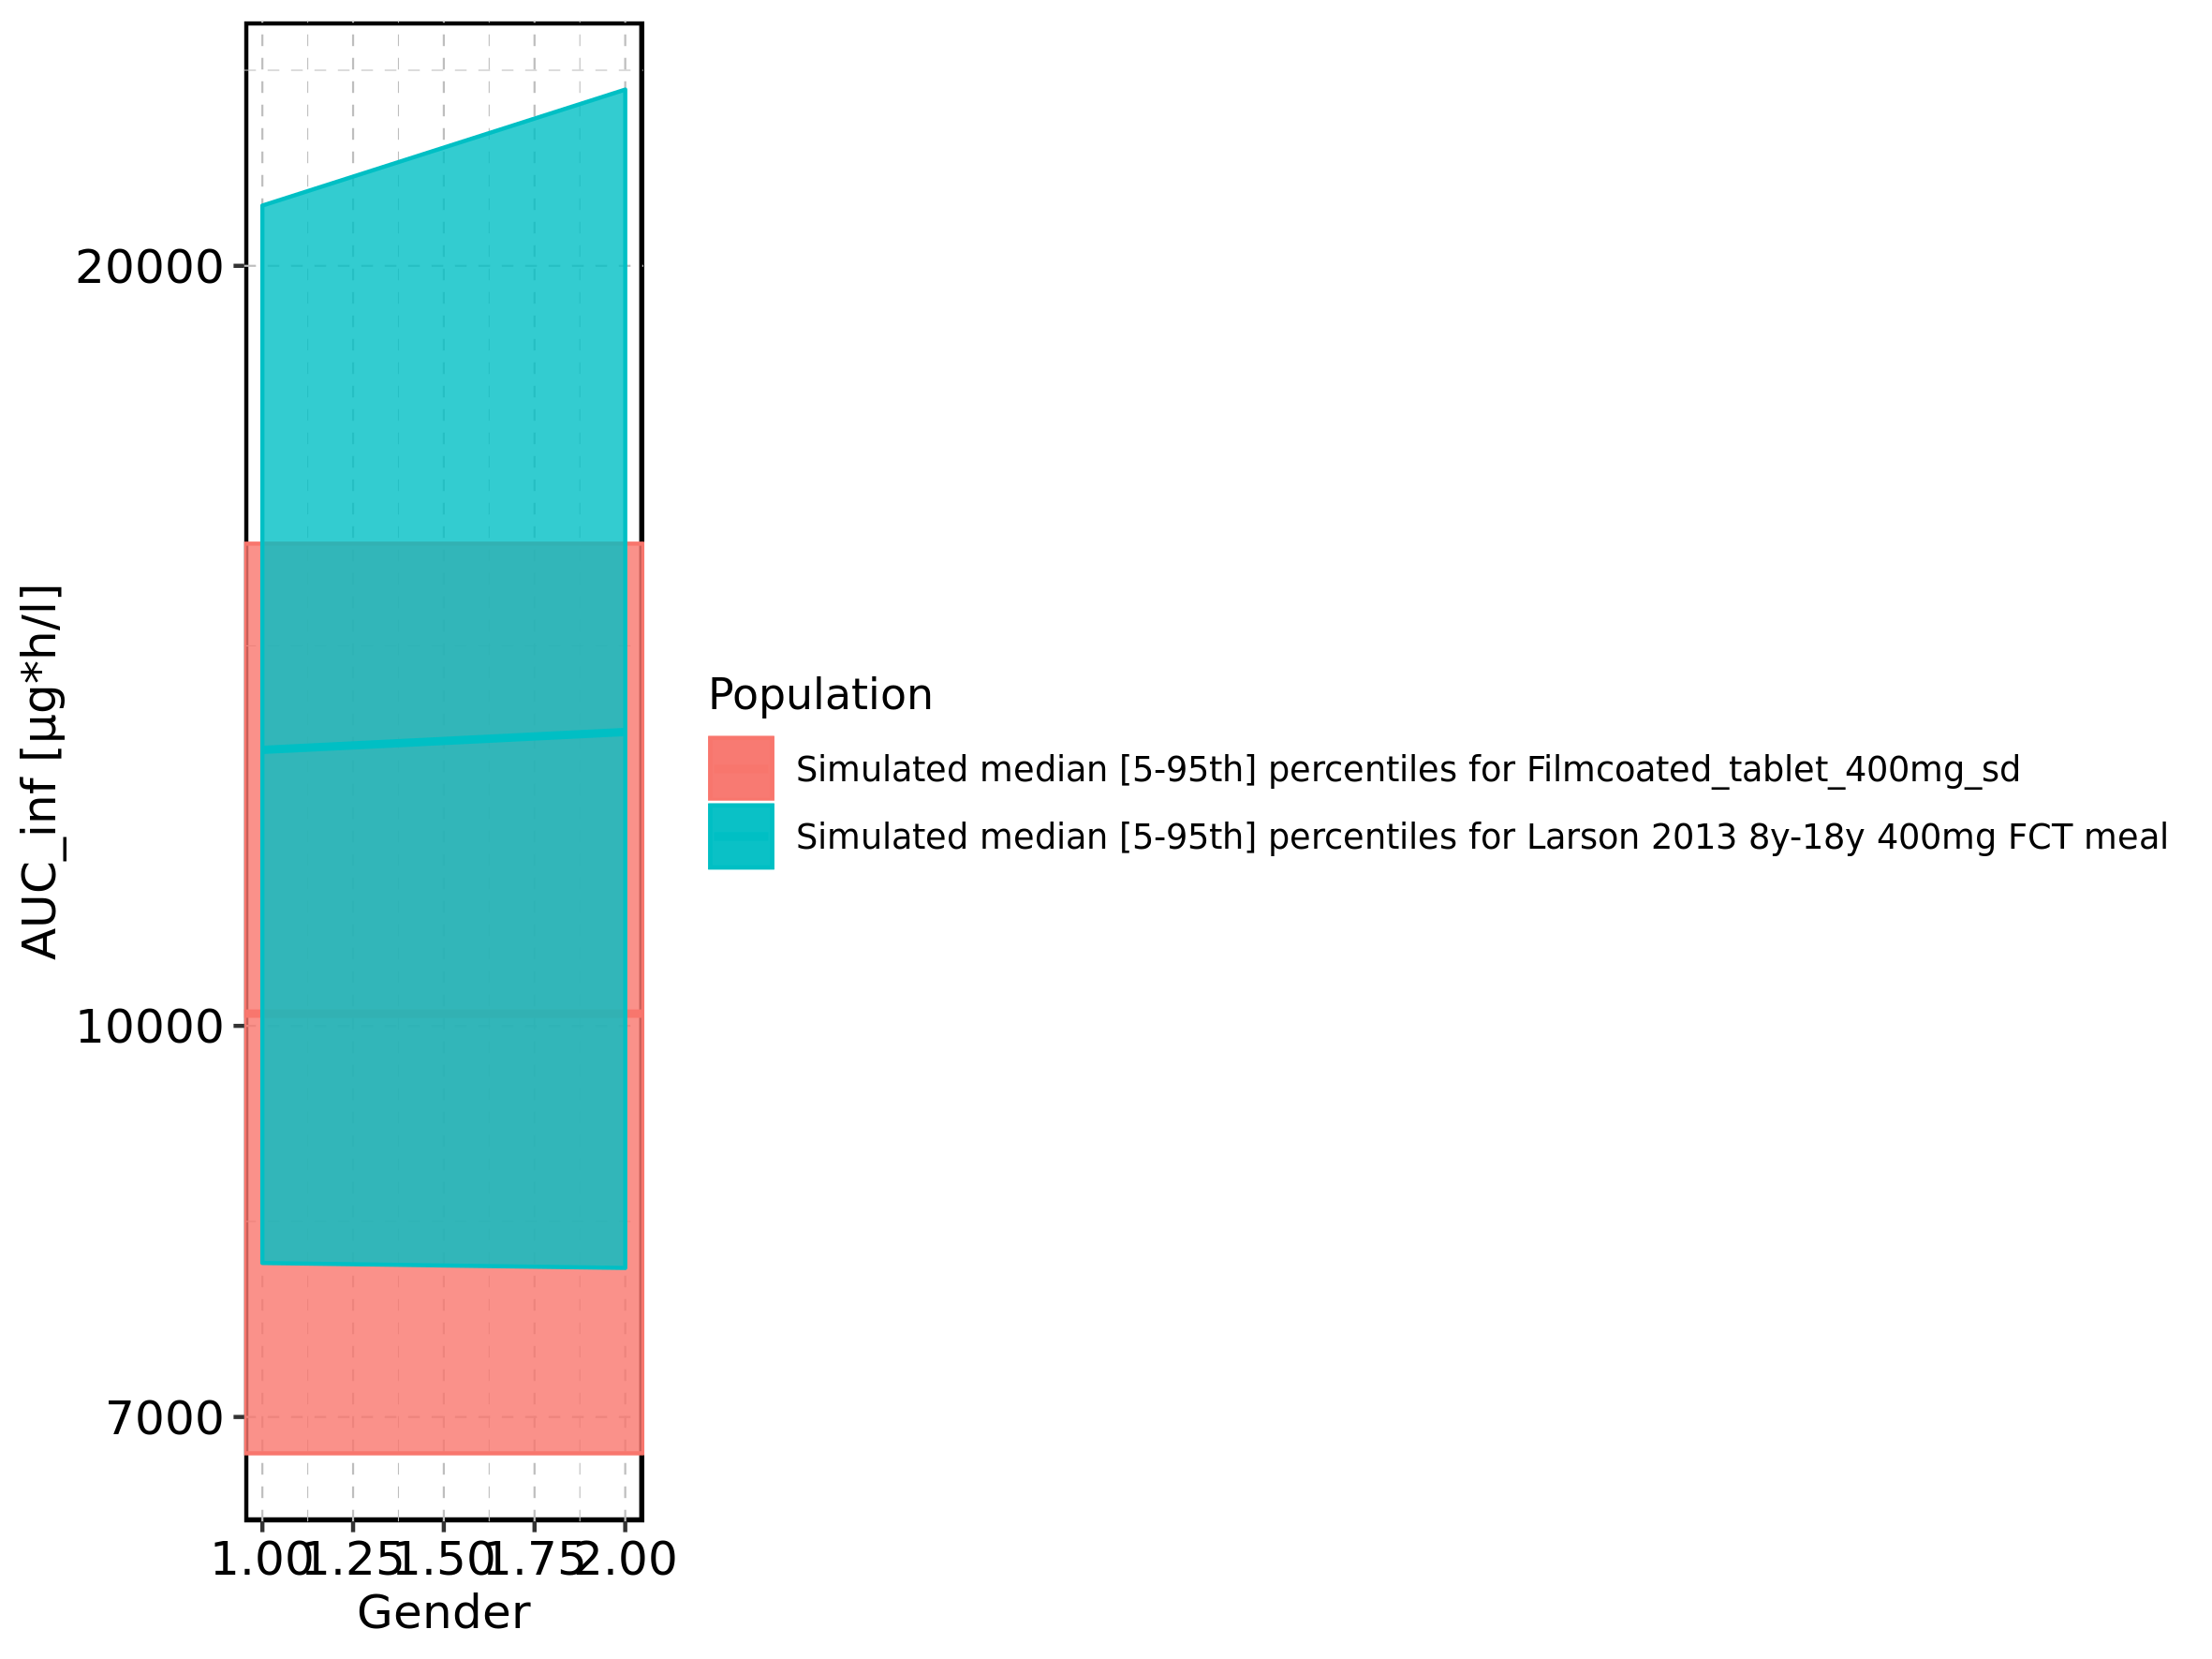 20000
10000
7000
AUC_inf [µg*h/l]
1.00 1.25 1.50 1.75 2.00
Gender
Population
Simulated median [5-95th] percentiles for Filmcoated_tablet_400mg_sd
Simulated median [5-95th] percentiles for Larson 2013 8y-18y 400mg FCT meal